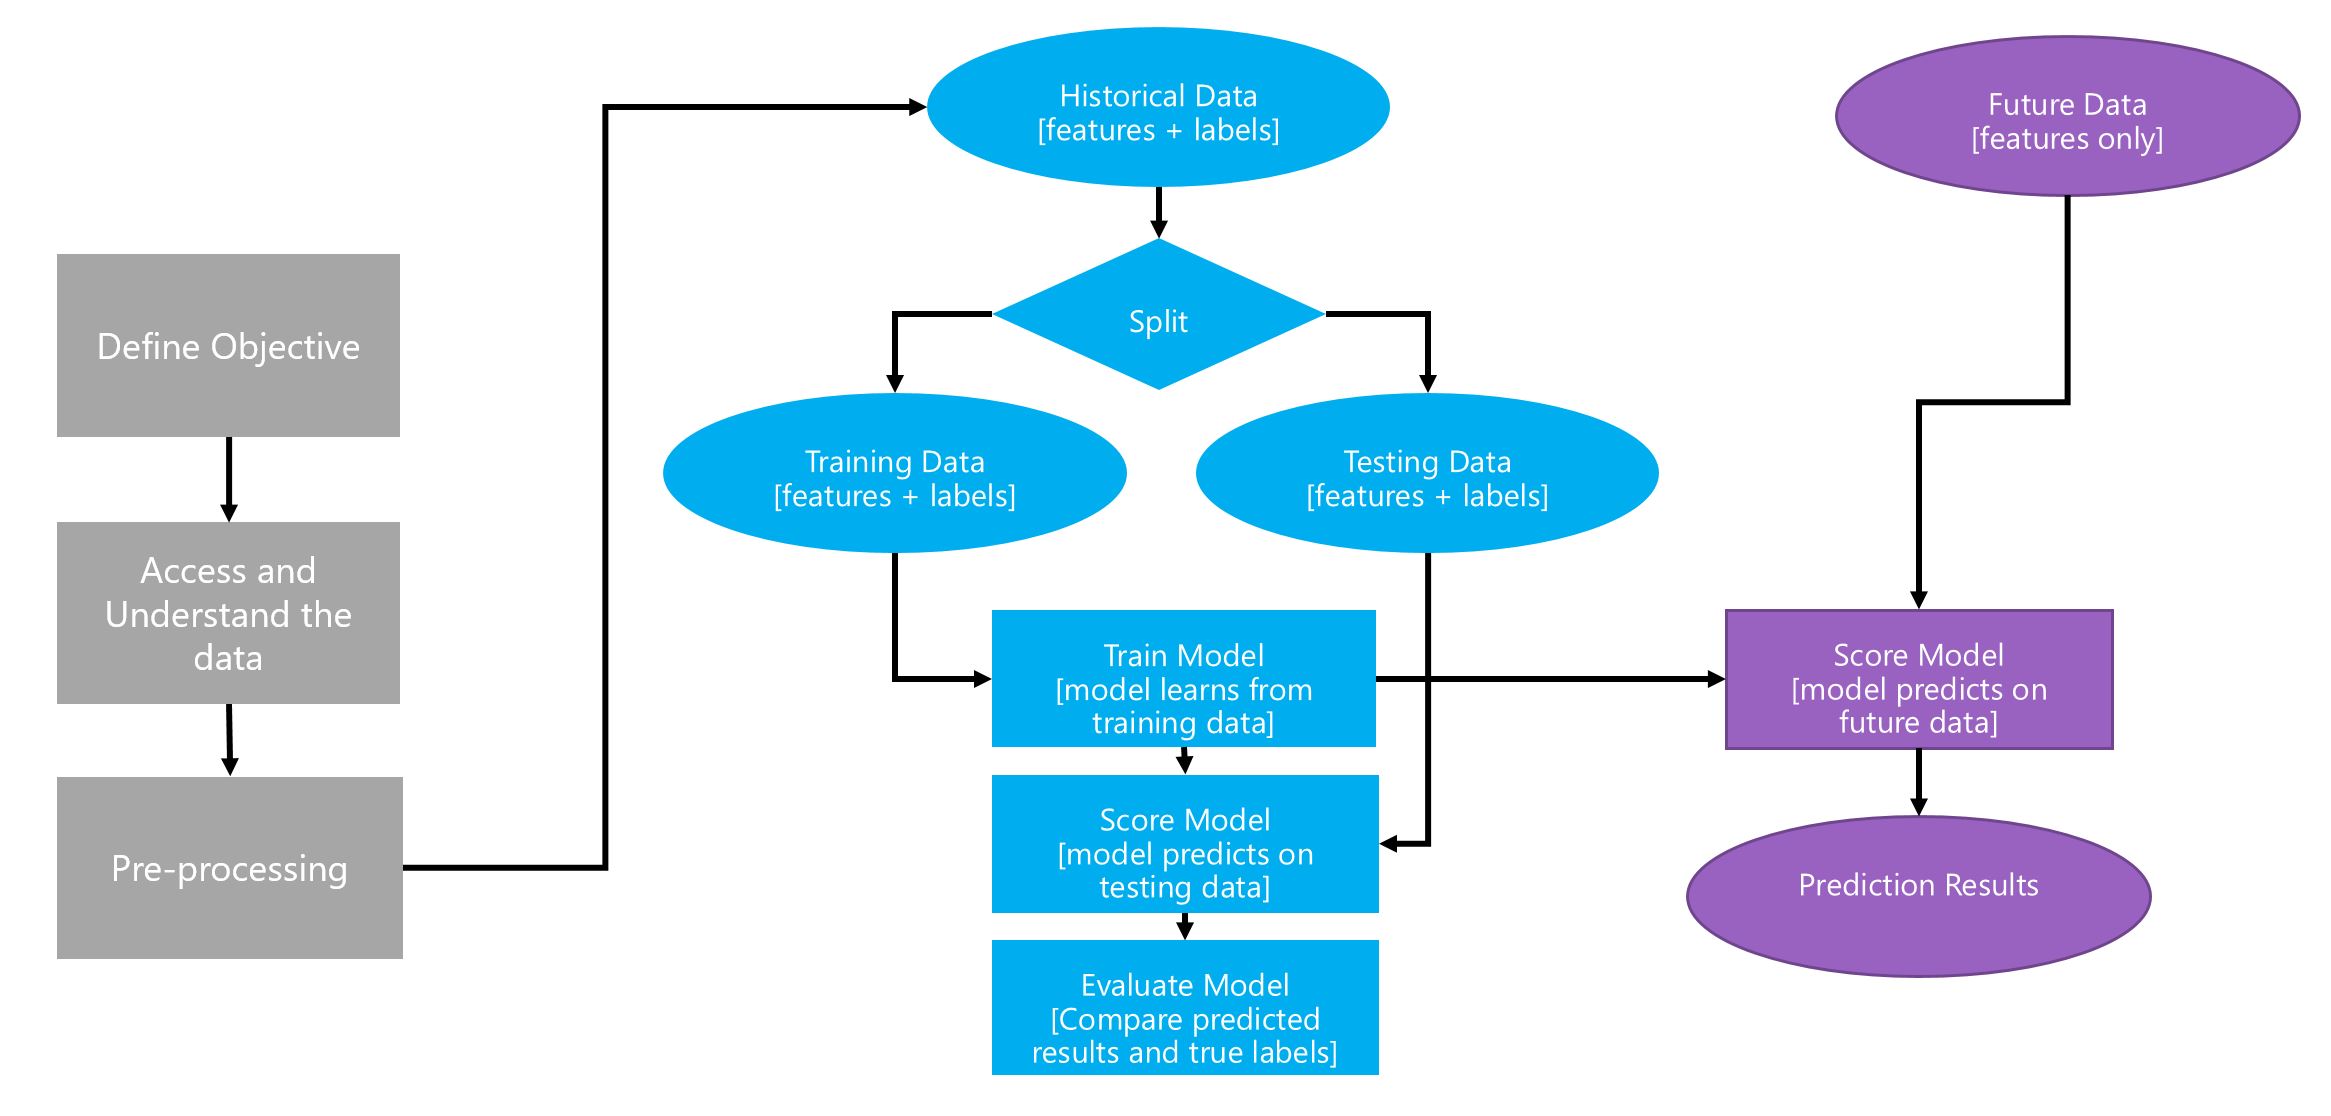 Define Objective
Access and
Understand the
data
Pre-processing
Historical Data
[features + labels]
Split
Training Data
[features + labels]
Testing Data
[features + labels]
Train Model
[model learns from
training data]
Score Model
[model predicts on
testing data]
Evaluate Model
[Compare predicted
results and true labels]
Future Data
[features only]
Score Model
[model predicts on
future data]
Prediction Results